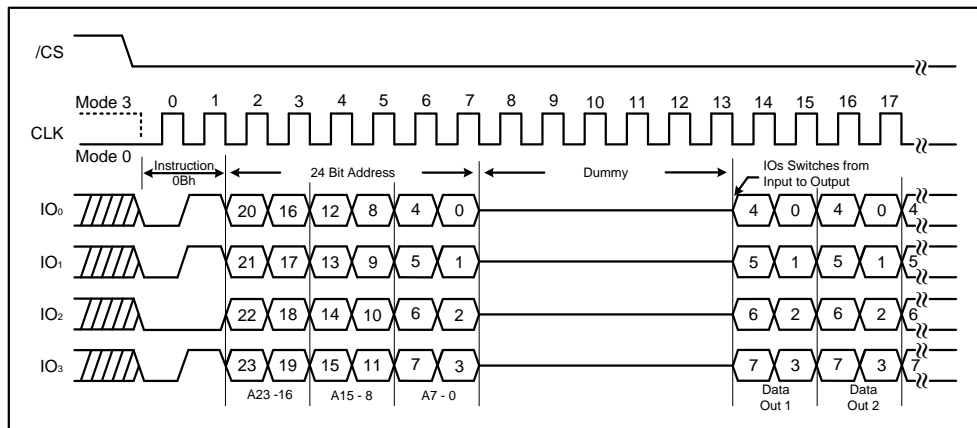 /CS
Mode 3 0 1 2 3 4 5 6 7 8 9 10 11 12 13 14 15 16 17
CLK
Mode 0
Instruction
0Bh
24 Bit Address
Dummy
IOs Switches from
Input to Output
IO₀ 20 16 12 8 4 0 4 0 4 0 4
IO₁ 21 17 13 9 5 1 5 1 5 1 5
IO₂ 22 18 14 10 6 2 6 2 6 2 6
IO₃ 23 19 15 11 7 3 7 3 7 3 7
A23 -16 A15 - 8 A7 - 0
Data
Out 1
Data
Out 2